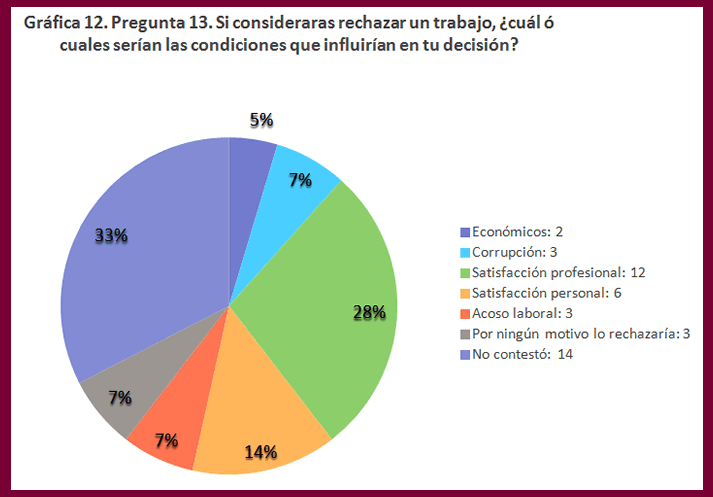 Gráfica 12. Pregunta 13. Si consideraras rechazar un trabajo, ¿cuál ó
cuales serían las condiciones que influirían en tu decisión?
5%
7%
33%
28%
7%
7%
14%
Económicos: 2
Corrupción: 3
Satisfacción profesional: 12
Satisfacción personal: 6
Acoso laboral: 3
Por ningún motivo lo rechazaría: 3
No contestó: 14